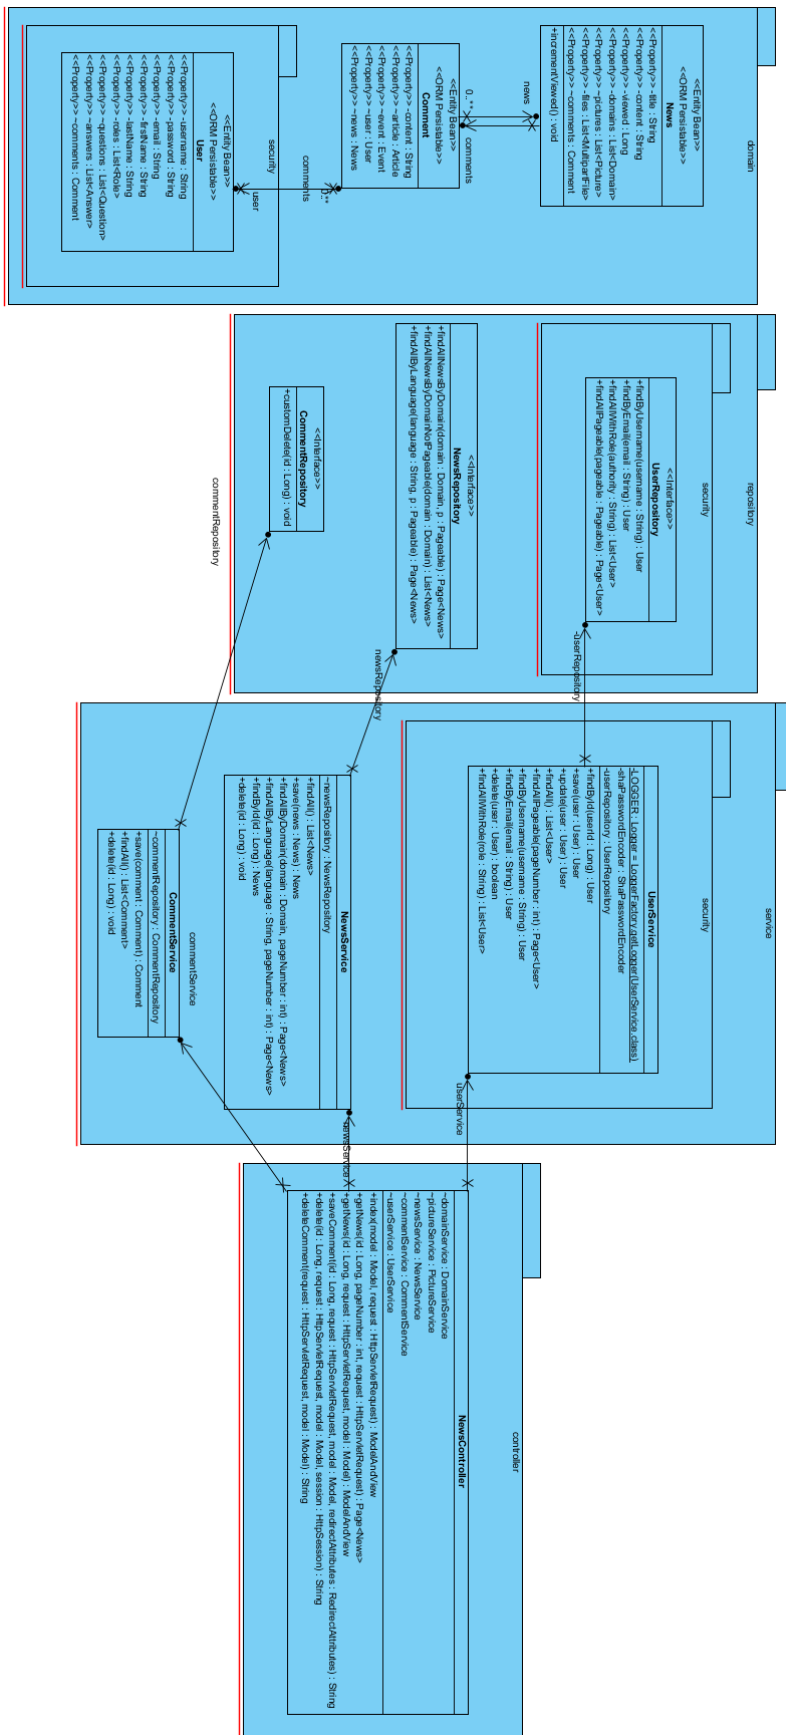 domain
<<Entity Bean>>
<<ORM Persistable>>
News
<<Property>> -title : String
<<Property>> -content : String
<<Property>> -viewed : Long
<<Property>> -domains : List<Domain>
<<Property>> -pictures : List<Picture>
<<Property>> -files : List<MultipartFile>
<<Property>> -comments : Comment
+incrementViewed() : void
news
0..**
comments
<<Entity Bean>>
<<ORM Persistable>>
Comment
<<Property>> -content : String
<<Property>> -article : Article
<<Property>> -event : Event
<<Property>> -user : User
<<Property>> -news : News
0..**
comments
user
security
<<Entity Bean>>
<<ORM Persistable>>
User
<<Property>> -username : String
<<Property>> -password : String
<<Property>> -email : String
<<Property>> -firstName : String
<<Property>> -lastName : String
<<Property>> -roles : List<Role>
<<Property>> -questions : List<Question>
<<Property>> -answers : List<Answer>
<<Property>> -comments : Comment
repository
security
<<Interface>>
UserRepository
+findByUsername(username : String) : User
+findByEmail(email : String) : User
+findAllWithRole(authority : String) : List<User>
+findAllPageable(pageable : Pageable) : Page<User>
-userRepository
<<Interface>>
NewsRepository
+findAllNewsByDomain(domain : Domain, p : Pageable) : Page<News>
+findAllNewsByDomainNotPageable(domain : Domain) : List<News>
+findAllByLanguage(language : String, p : Pageable) : Page<News>
newsRepository
<<Interface>>
CommentRepository
+customDelete(id : Long) : void
commentRepository
service
security
UserService
-LOGGER : Logger = LoggerFactory.getLogger(UserService.class)
-shaPasswordEncoder : ShaPasswordEncoder
-userRepository : UserRepository
+findById(userId : Long) : User
+save(user : User) : User
+update(user : User) : User
+findAll() : List<User>
+findAllPageable(pageNumber : int) : Page<User>
+findByUsername(username : String) : User
+findByEmail(email : String) : User
+delete(user : User) : boolean
+findAllWithRole(role : String) : List<User>
userService
NewsService
~newsRepository : NewsRepository
+findAll() : List<News>
+save(news : News) : News
+findAllByDomain(domain : Domain, pageNumber : int) : Page<News>
+findAllByLanguage(language : String, pageNumber : int) : Page<News>
+findById(id : Long) : News
+delete(id : Long) : void
newsService
commentService
CommentService
~commentRepository : CommentRepository
+save(comment : Comment) : Comment
+findAll() : List<Comment>
+delete(id : Long) : void
controller
NewsController
~domainService : DomainService
~pictureService : PictureService
~newsService : NewsService
~commentService : CommentService
~userService : UserService
+index(model : Model, request : HttpServletRequest) : ModelAndView
+getNews(id : Long, pageNumber : int, request : HttpServletRequest) : Page<News>
+getNews(id : Long, request : HttpServletRequest, model : Model) : ModelAndView
+saveComment(id : Long, request : HttpServletRequest, model : Model, redirectAttributes : RedirectAttributes) : String
+delete(id : Long, request : HttpServletRequest, model : Model, session : HttpSession) : String
+deleteComment(request : HttpServletRequest, model : Model) : String